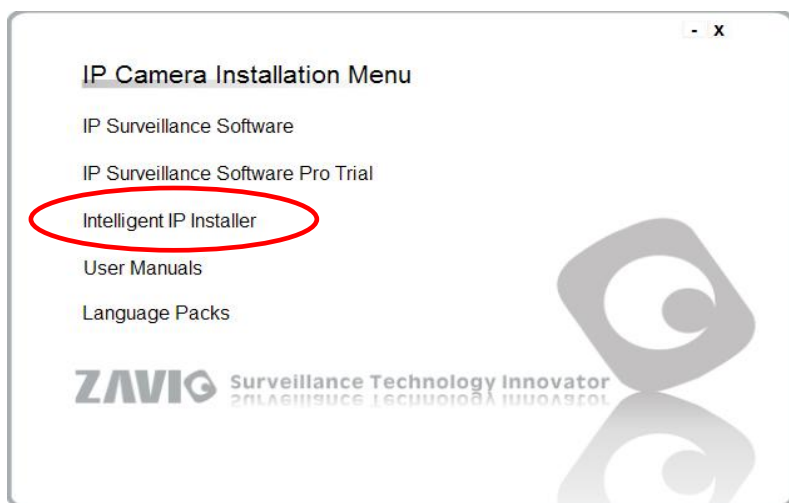 - X
IP Camera Installation Menu
IP Surveillance Software
IP Surveillance Software Pro Trial
Intelligent IP Installer
User Manuals
Language Packs
ZAVIO Surveillance Technology Innovator